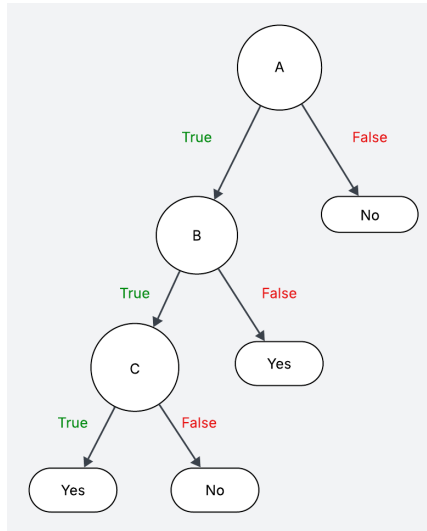 A
True
False
No
B
True
False
Yes
C
True
False
Yes
No